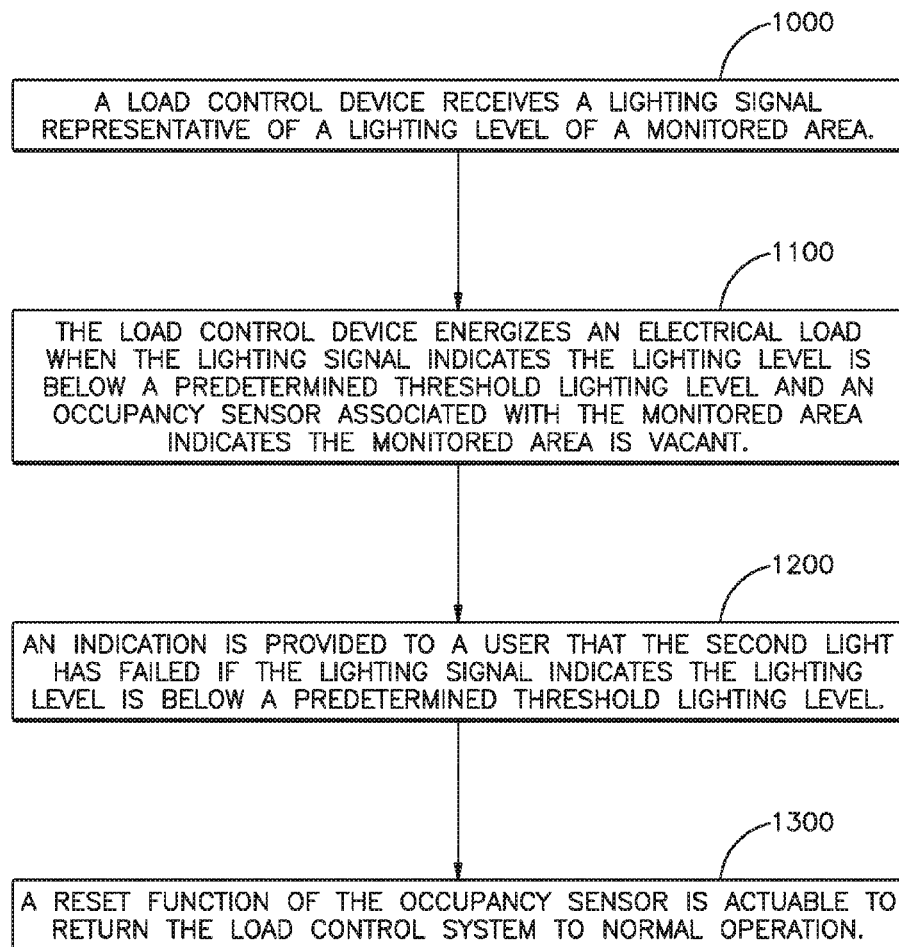 1000
A LOAD CONTROL DEVICE RECEIVES A LIGHTING SIGNAL
REPRESENTATIVE OF A LIGHTING LEVEL OF A MONITORED AREA.
1100
THE LOAD CONTROL DEVICE ENERGIZES AN ELECTRICAL LOAD
WHEN THE LIGHTING SIGNAL INDICATES THE LIGHTING LEVEL IS
BELOW A PREDETERMINED THRESHOLD LIGHTING LEVEL AND AN
OCCUPANCY SENSOR ASSOCIATED WITH THE MONITORED AREA
INDICATES THE MONITORED AREA IS VACANT.
1200
AN INDICATION IS PROVIDED TO A USER THAT THE SECOND LIGHT
HAS FAILED IF THE LIGHTING SIGNAL INDICATES THE LIGHTING
LEVEL IS BELOW A PREDETERMINED THRESHOLD LIGHTING LEVEL.
1300
A RESET FUNCTION OF THE OCCUPANCY SENSOR IS ACTUABLE TO
RETURN THE LOAD CONTROL SYSTEM TO NORMAL OPERATION.